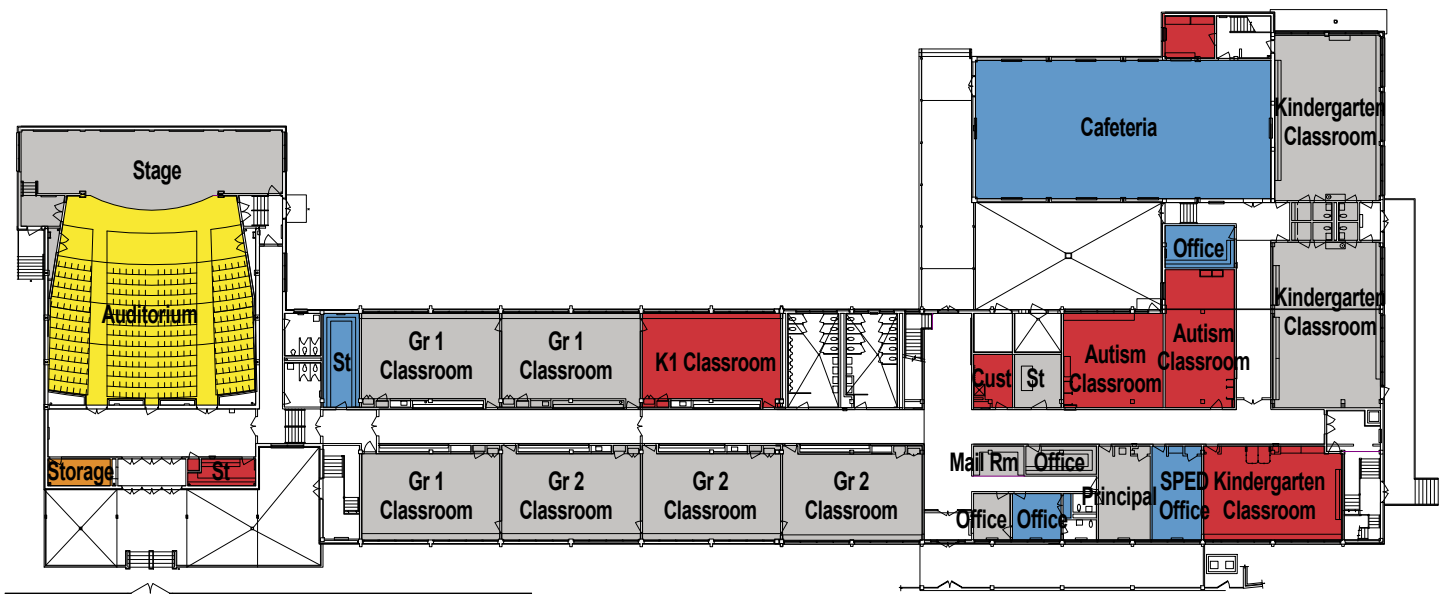 Stage
Auditorium
Storage
St
St
Gr 1
Classroom
Gr 1
Classroom
K1 Classroom
Gr 1
Classroom
Gr 2
Classroom
Gr 2
Classroom
Gr 2
Classroom
Cafeteria
Kindergarten
Classroom
Office
Kindergarten
Classroom
Autism
Classroom
Autism
Classroom
Cust
St
Mail Rm
Office
Office
Office
Principal
SPED
Office
Kindergarten
Classroom